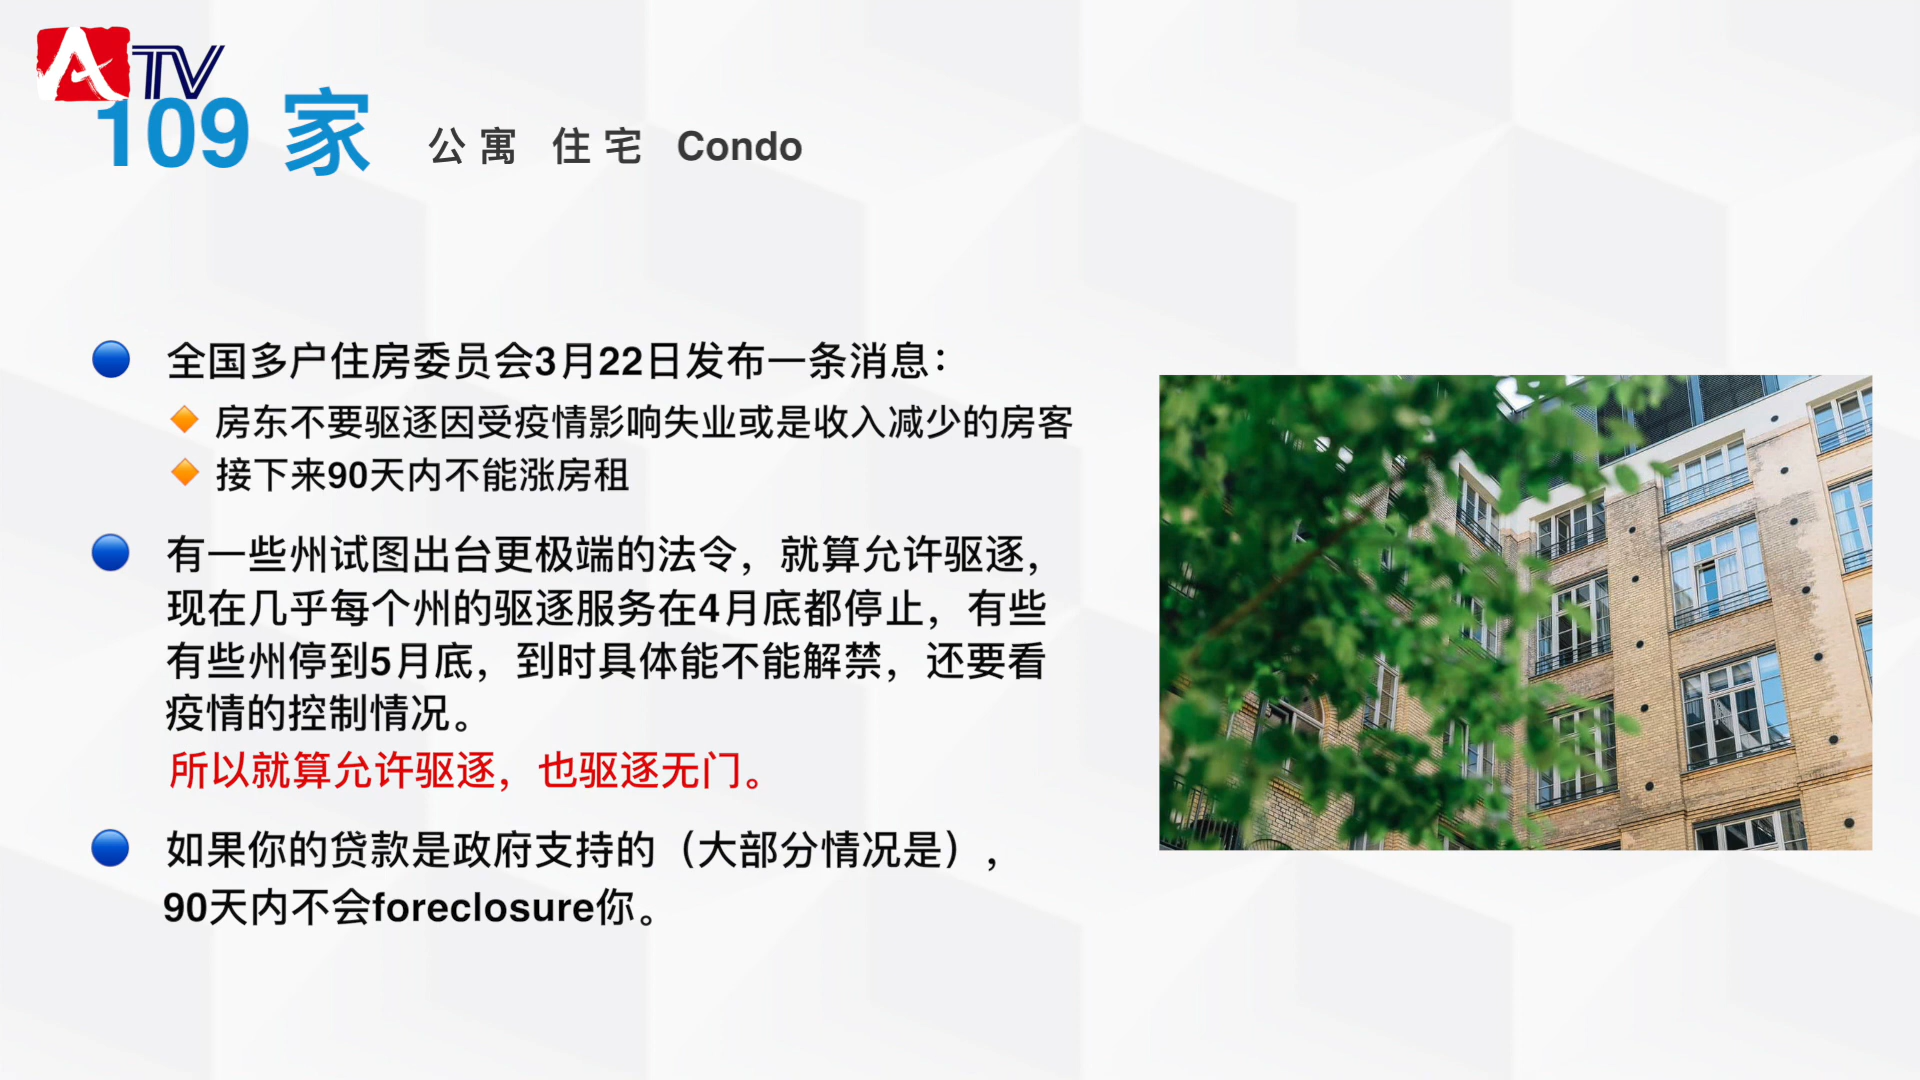 ATV
109 家 公寓 住宅 Condo
全国多户住房委员会3月22日发布一条消息：
房东不要驱逐因受疫情影响失业或是收入减少的房客
接下来90天内不能涨房租
有一些州试图出台更极端的法令，就算允许驱逐，
现在几乎每个州的驱逐服务在4月底都停止，有些
有些州停到5月底，到时具体能不能解禁，还要看
疫情的控制情况。
所以就算允许驱逐，也驱逐无门。
如果你的贷款是政府支持的（大部分情况是），
90天内不会foreclosure你。